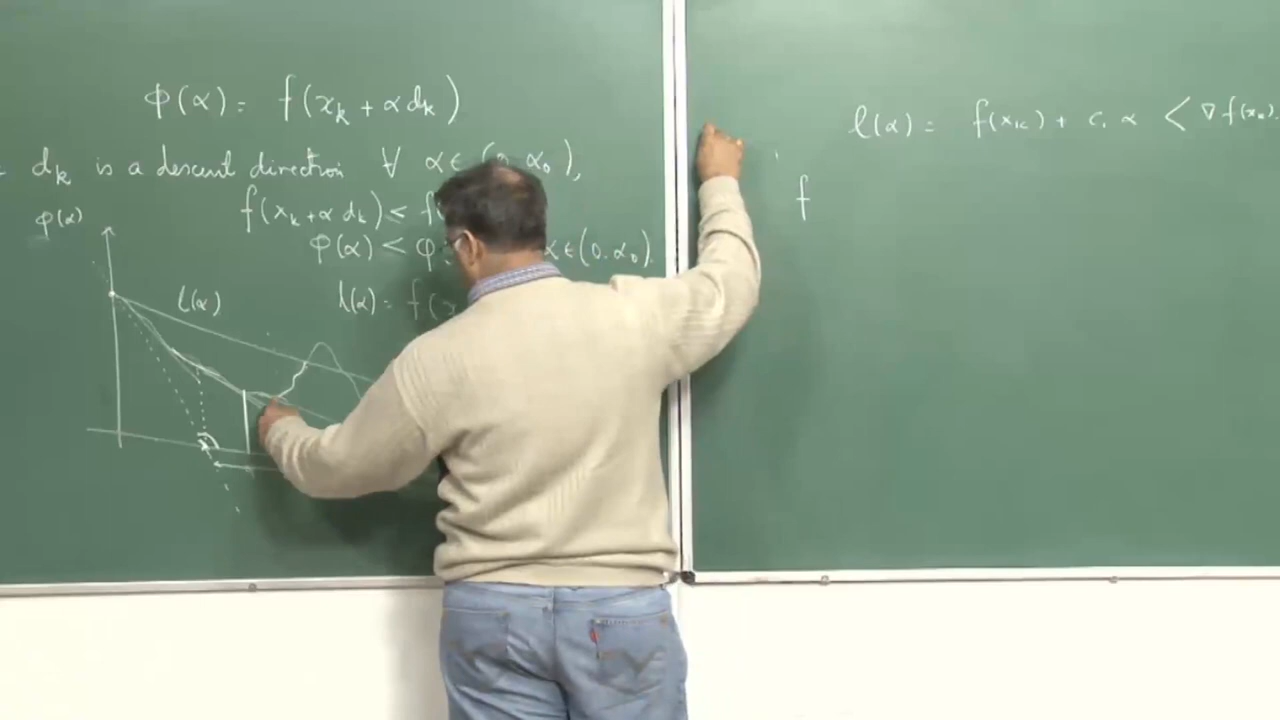 φ(α) = f(x_k + α d_k)
d_k is a descent direction ∀ α ∈ (0, α_0),
φ(α)
f(x_k + α d_k) < f
φ(α) < φ α ∈ (0, α_0).
l(α)
l(α) = f(x
l(α) = f(x_k) + c_1 α < ∇f(x_k),
f